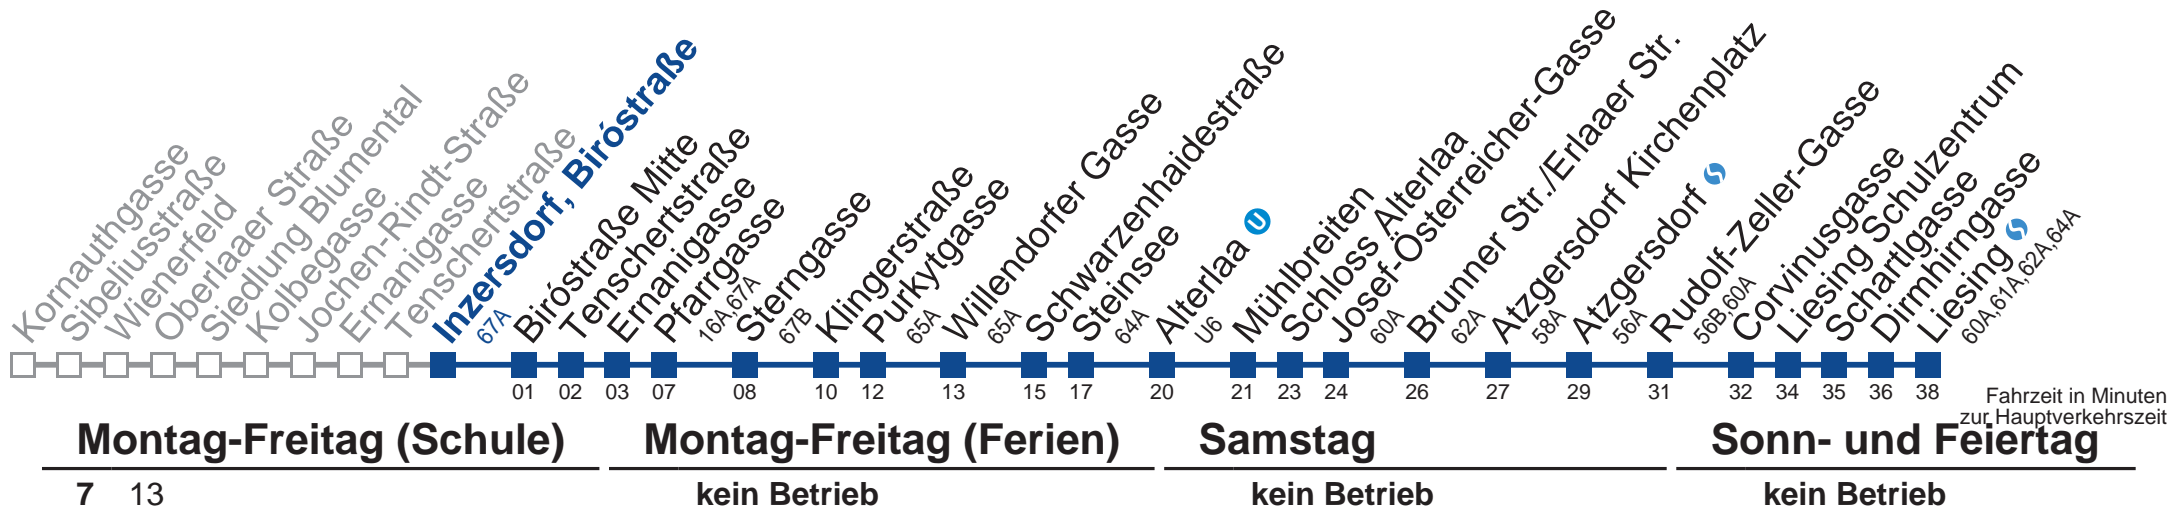 Kornauthgasse
Sibeliusstraße
Wienerfeld
Oberlaaer Straße
Siedlung Blumental
Kolbegasse
Jochen-Rindt-Straße
Ernanigasse
Tenschertstraße
Inzersdorf, Biróstraße
67A
Biróstraße Mitte
Tenschertstraße
Ernanigasse
Pfarrgasse
16A,67A
Sterngasse
67B
Klingerstraße
Purkytgasse
65A
Willendorfer Gasse
65A
Schwarzenhaidestraße
Steinsee
64A
Alterlaa U
U6
Mühlbreiten
Schloss Alterlaa
Josef-Österreicher-Gasse
60A
Brunner Str./Erlaaer Str.
62A
Atzgersdorf Kirchenplatz
58A
Atzgersdorf
56A
Rudolf-Zeller-Gasse
56B,60A
Corvinusgasse
Liesing Schulzentrum
Schartlgasse
Dirmhirngasse
Liesing
60A,61A,62A,64A
01 02 03 07 08 10 12 13 15 17 20 21 23 24 26 27 29 31 32 34 35 36 38
Fahrzeit in Minuten
zur Hauptverkehrszeit
Montag-Freitag (Schule) Montag-Freitag (Ferien) Samstag Sonn- und Feiertag
7 13 kein Betrieb kein Betrieb kein Betrieb